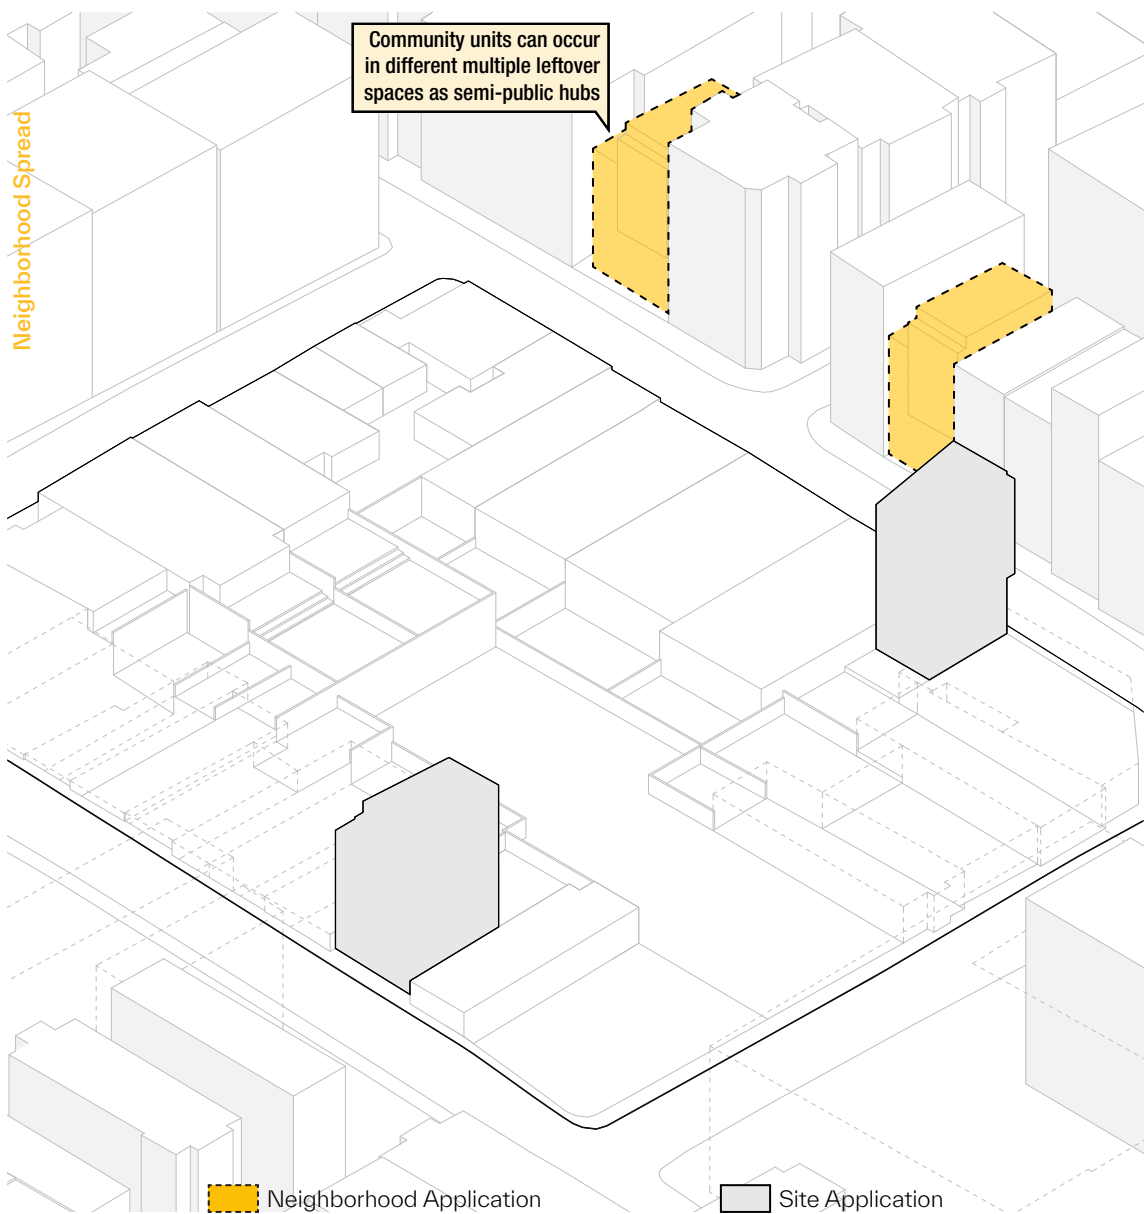 Community units can occur
in different multiple leftover
spaces as semi-public hubs
Neighborhood Spread
Neighborhood Application
Site Application